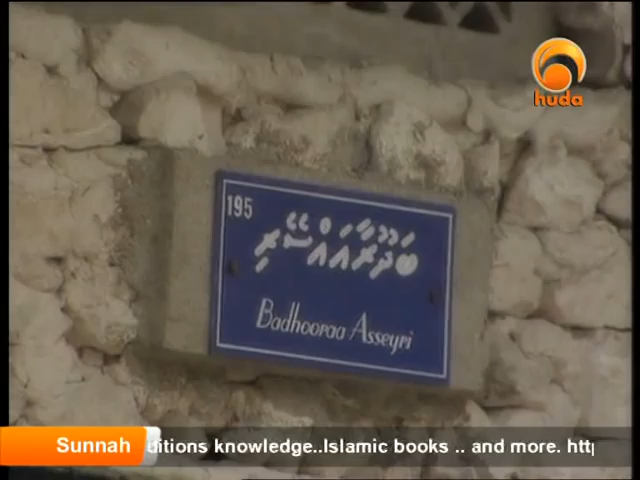 huda
195
ބަދޫރާއައްސޭރި
Badhooraa Asseyri
Sunnah
ditions knowledge..Islamic books .. and more. http